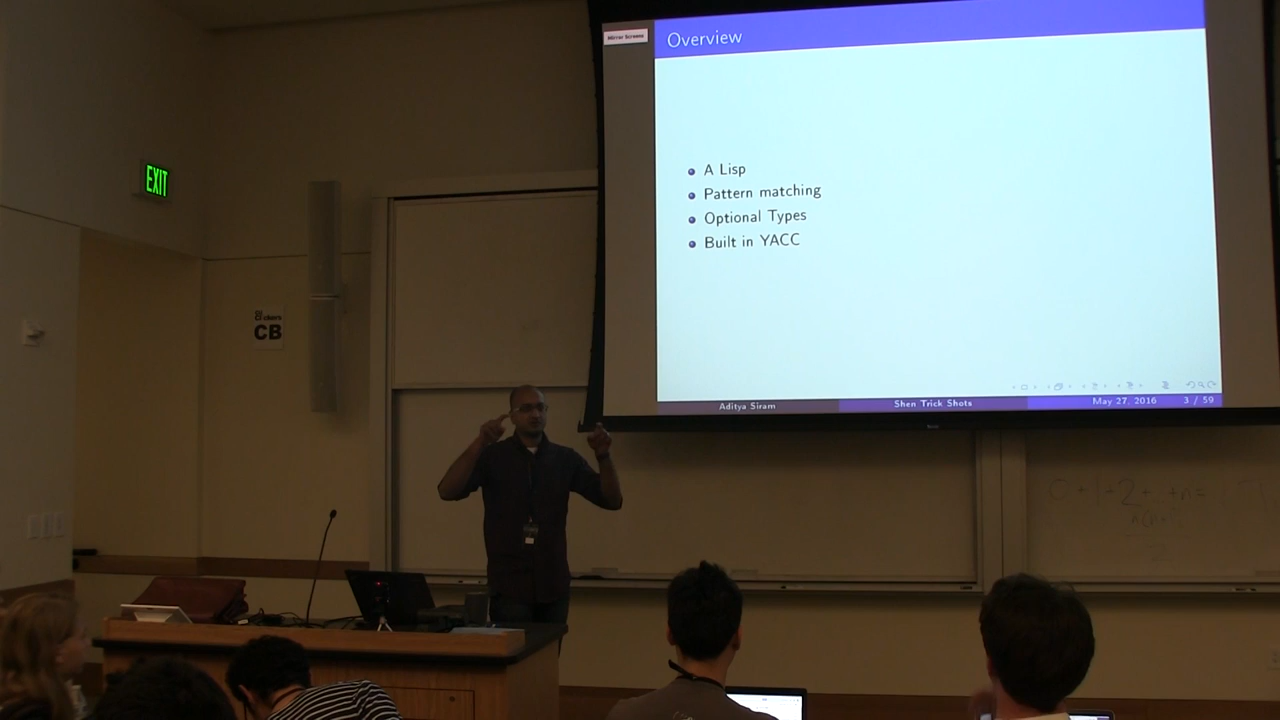 Mirror Screens
Overview
A Lisp
Pattern matching
Optional Types
Built in YACC
Aditya Siram
Shen Trick Shots
May 27, 2016
3 / 59
EXIT
CB